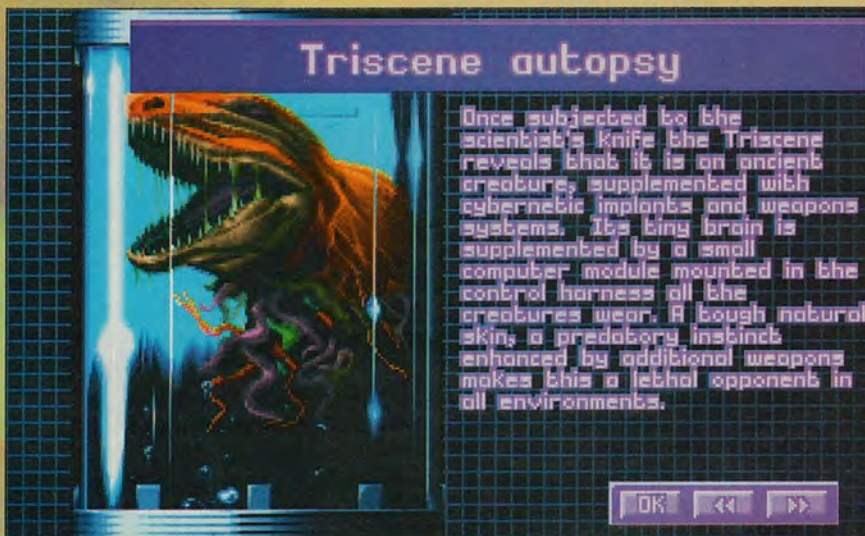 Triscene autopsy
Once subjected to the
scientist's knife the Triscene
reveals that it is an ancient
creature, supplemented with
cybernetic implants and weapons
systems. Its tiny brain is
supplemented by a small
computer module mounted in the
control harness all the
creatures wear. A tough natural
skin, a predatory instinct
enhanced by additional weapons
makes this a lethal opponent in
all environments.
OK ◄◄ ►►